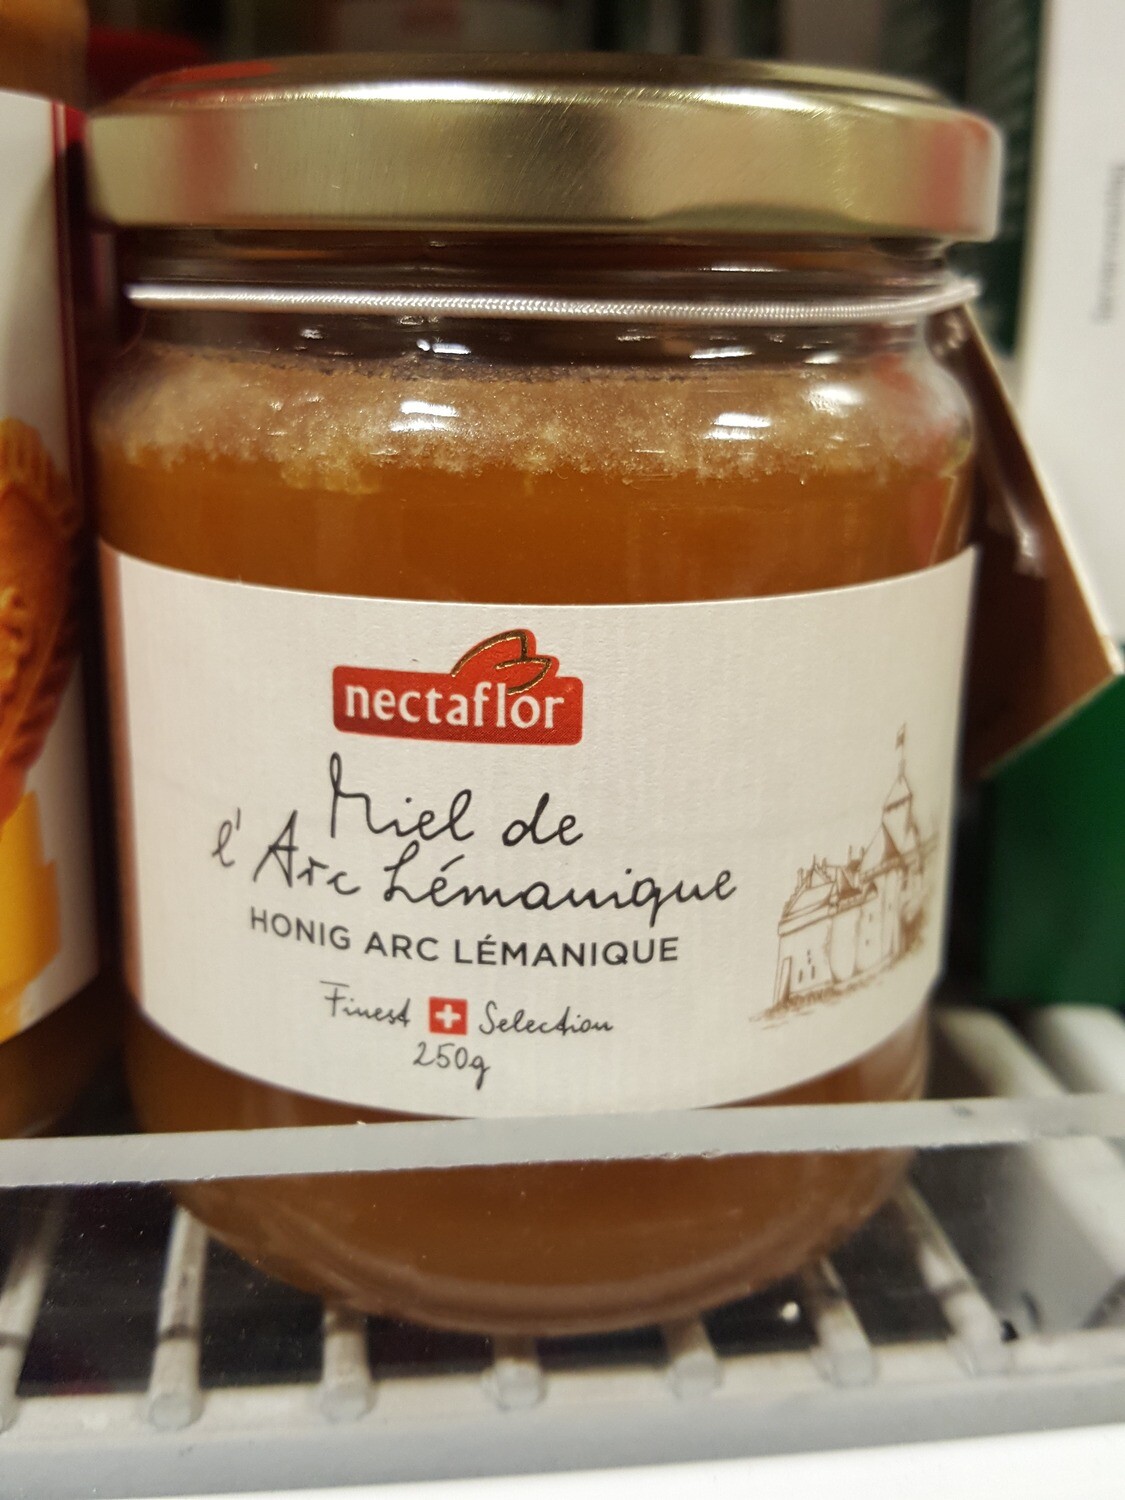 nectaflor
Miel de
l'Arc Lémanique
HONIG ARC LÉMANIQUE
Finest Selection
250g